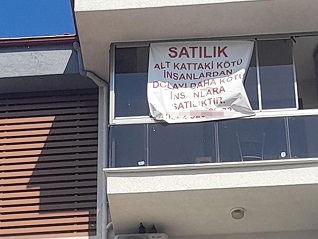 SATILIK
ALT KATTAKİ KÖTÜ
İNSANLARDAN
DOLAYI DAHA KÖTÜ
İNSANLARA
SATILIKTIR